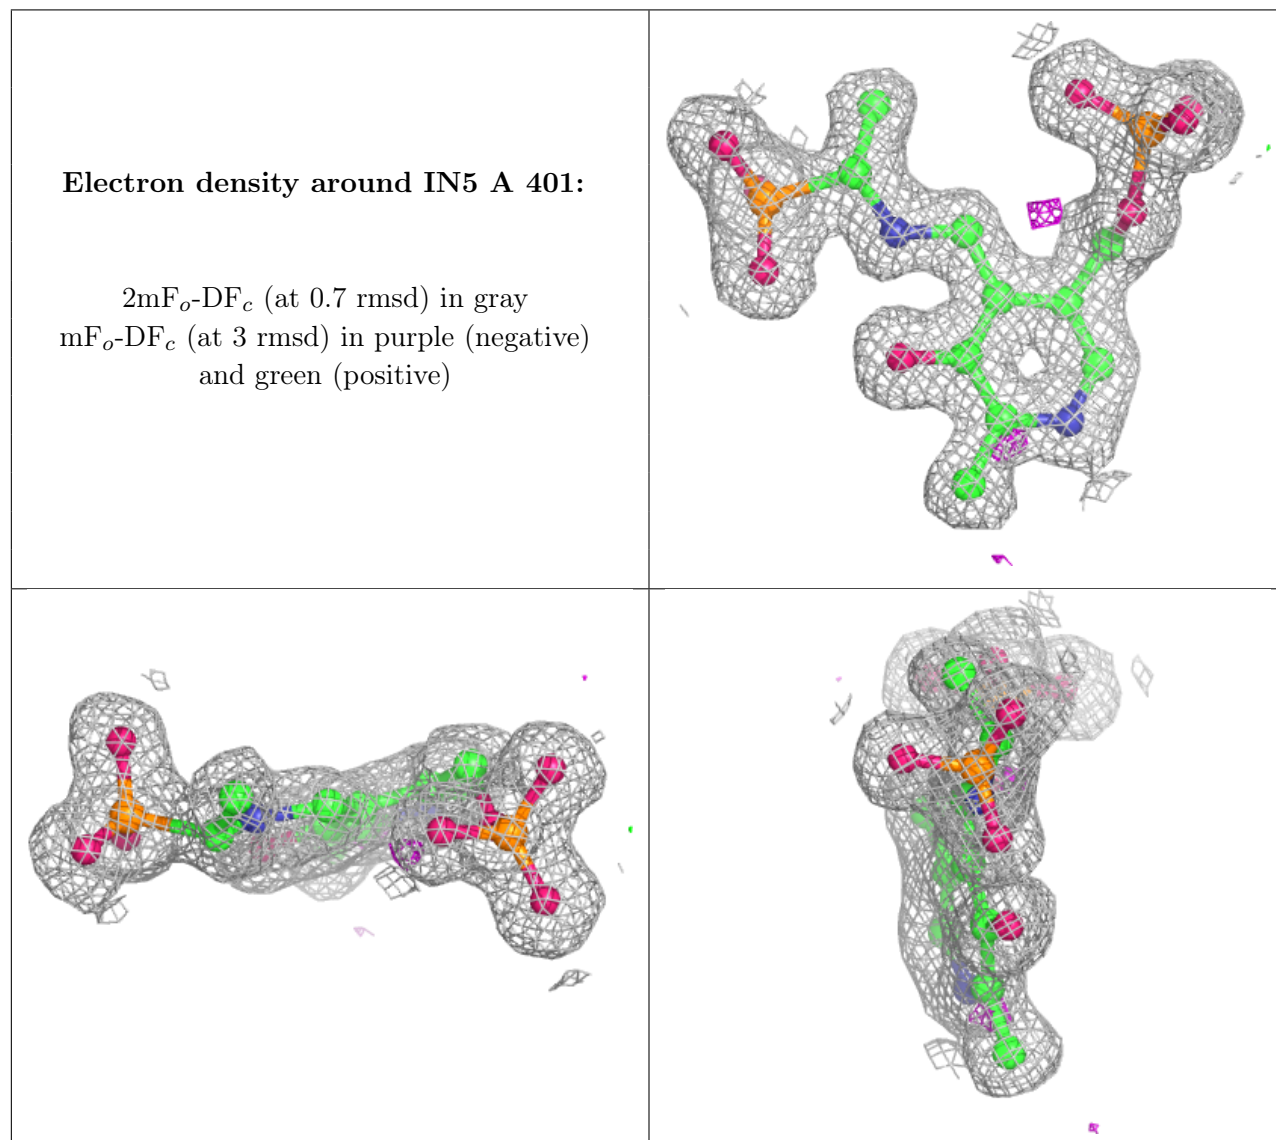 Electron density around IN5 A 401:
2mFo-DFc (at 0.7 rmsd) in gray
mFo-DFc (at 3 rmsd) in purple (negative)
and green (positive)